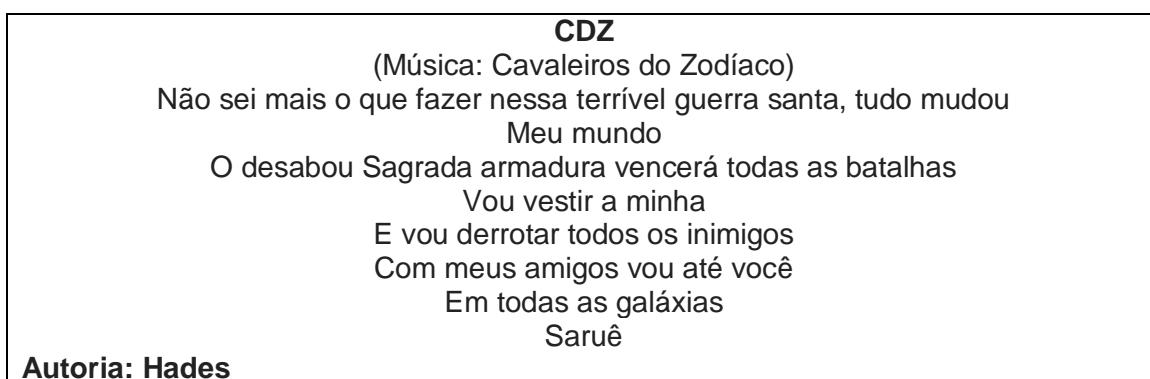 CDZ
(Música: Cavaleiros do Zodíaco)
Não sei mais o que fazer nessa terrível guerra santa, tudo mudou
Meu mundo
O desabou Sagrada armadura vencerá todas as batalhas
Vou vestir a minha
E vou derrotar todos os inimigos
Com meus amigos vou até você
Em todas as galáxias
Saruê
Autoria: Hades